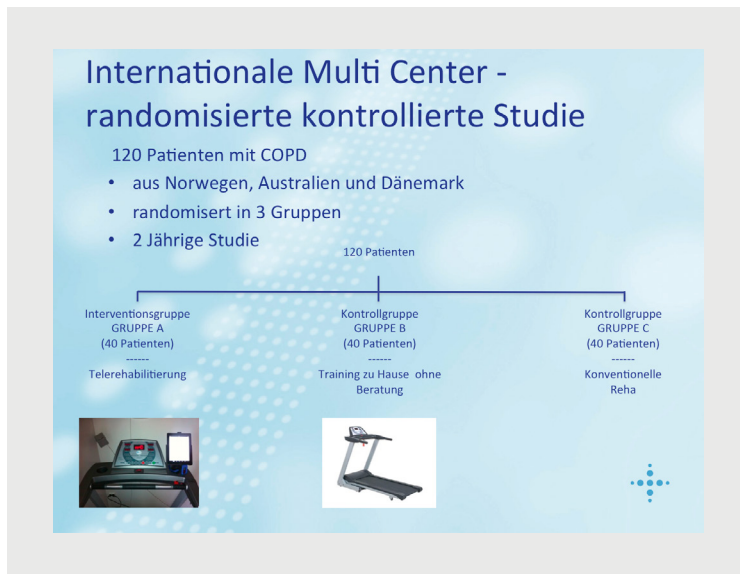 Internationale Multi Center -
randomisierte kontrollierte Studie
120 Patienten mit COPD
• aus Norwegen, Australien und Dänemark
• randomisert in 3 Gruppen
• 2 Jährige Studie
120 Patienten
Interventionsgruppe
GRUPPE A
(40 Patienten)
------
Telerehabilitierung
Kontrollgruppe
GRUPPE B
(40 Patienten)
------
Training zu Hause ohne
Beratung
Kontrollgruppe
GRUPPE C
(40 Patienten)
------
Konventionelle
Reha